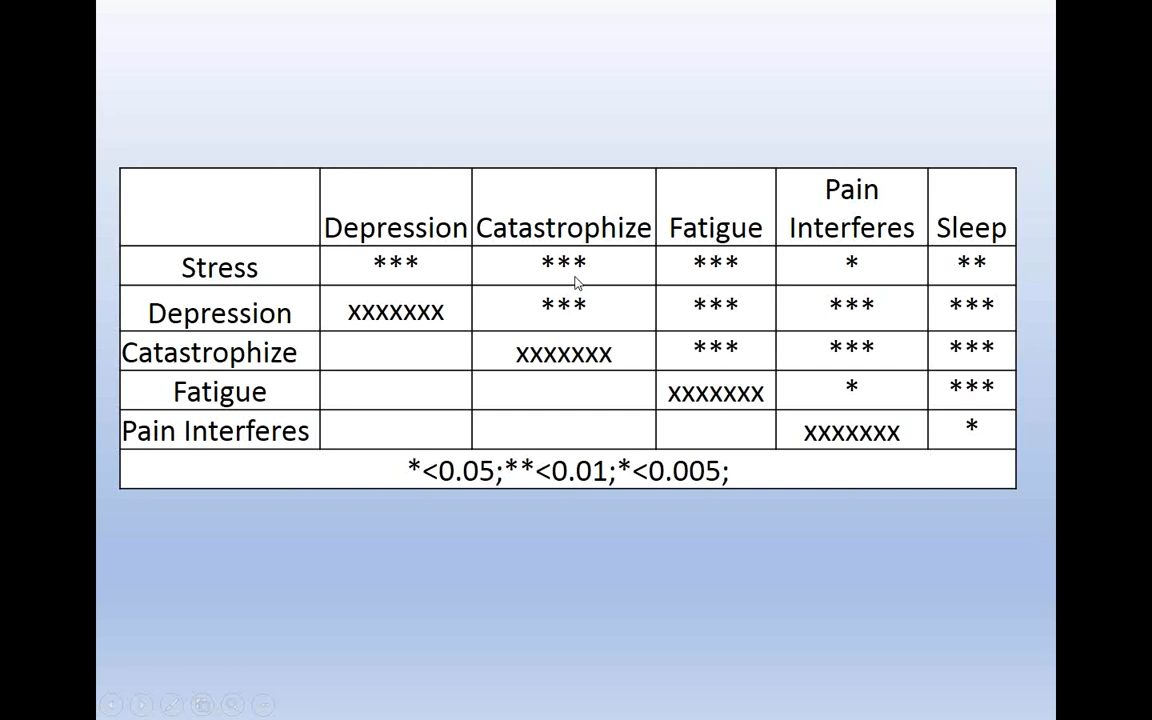 Depression Catastrophize Fatigue Pain Interferes Sleep
Stress *** *** *** * **
Depression xxxxxxx *** *** *** ***
Catastrophize xxxxxxx *** *** ***
Fatigue xxxxxxx * ***
Pain Interferes xxxxxxx *
*<0.05;**<0.01;*<0.005;